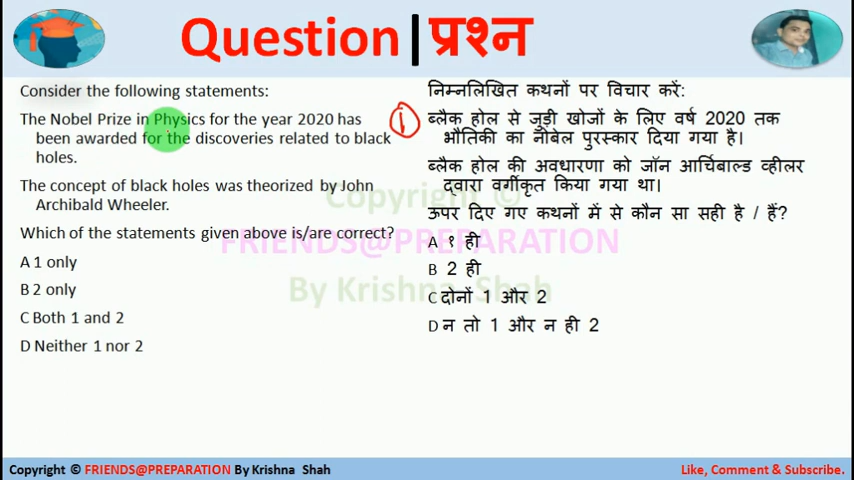 Question|प्रश्न
Consider the following statements:
The Nobel Prize in Physics for the year 2020 has
been awarded for the discoveries related to black
holes.
The concept of black holes was theorized by John
Archibald Wheeler.
Which of the statements given above is/are correct?
A 1 only
B 2 only
C Both 1 and 2
D Neither 1 nor 2
निम्नलिखित कथनों पर विचार करें:
1
ब्लैक होल से जुड़ी खोजों के लिए वर्ष 2020 तक
भौतिकी का नोबेल पुरस्कार दिया गया है।
ब्लैक होल की अवधारणा को जॉन आर्चिबाल्ड व्हीलर
द्वारा वर्गीकृत किया गया था।
ऊपर दिए गए कथनों में से कौन सा सही है / हैं?
A १ ही
B 2 ही
C दोनों 1 और 2
D न तो 1 और न ही 2
Copyright ©
FRIENDS@PREPARATION
By Krishna Shah
Copyright © FRIENDS@PREPARATION By Krishna Shah
Like, Comment & Subscribe.